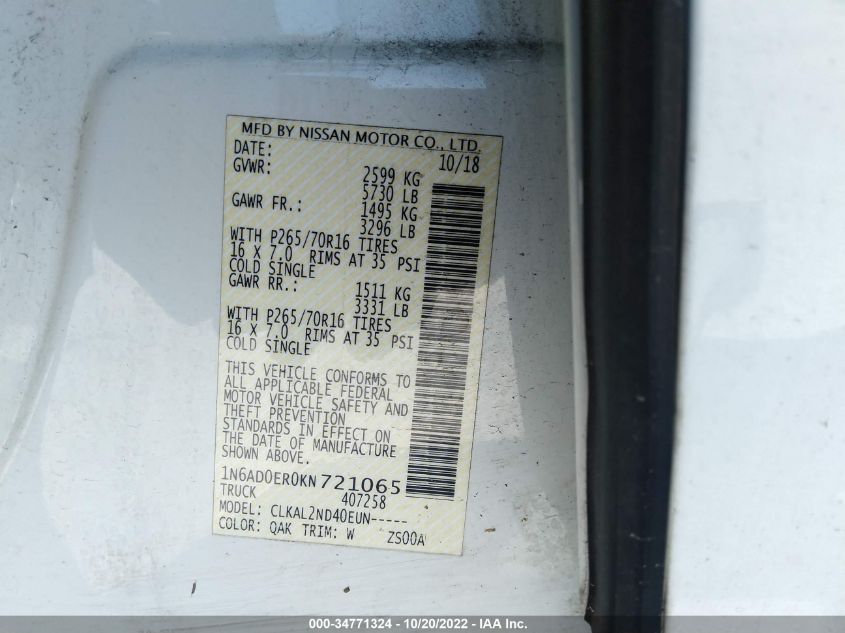 MFD BY NISSAN MOTOR CO., LTD.
DATE: 10/18
GVWR: 2599 KG
5730 LB
GAWR FR.: 1495 KG
3296 LB
WITH P265/70R16 TIRES
16 X 7.0 RIMS AT 35 PSI
COLD SINGLE
GAWR RR.: 1511 KG
3331 LB
WITH P265/70R16 TIRES
16 X 7.0 RIMS AT 35 PSI
COLD SINGLE
THIS VEHICLE CONFORMS TO
ALL APPLICABLE FEDERAL
MOTOR VEHICLE SAFETY AND
THEFT PREVENTION
STANDARDS IN EFFECT ON
THE DATE OF MANUFACTURE
SHOWN ABOVE.
1N6AD0ER0KN721065
TRUCK 407258
MODEL: CLKAL2ND40EUN-----
COLOR: QAK TRIM: W ZS00A
000-34771324 | 10/20/2022 - IAA Inc.